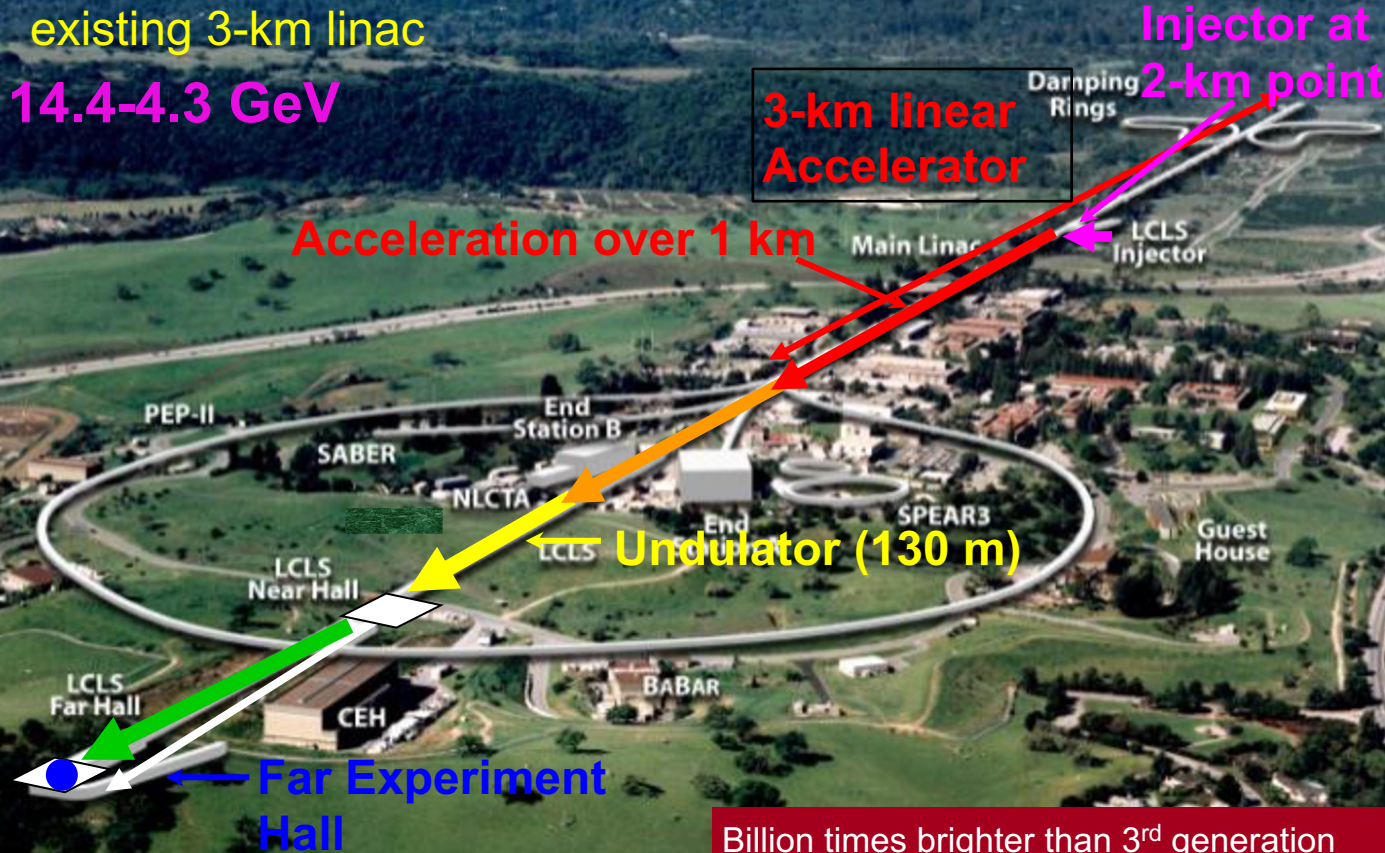 existing 3-km linac
14.4-4.3 GeV
Injector at
2-km point
Damping
Rings
3-km linear
Accelerator
Acceleration over 1 km
Main Linac
LCLS
Injector
PEP-II
End
Station B
SABER
NLCTA
End
SPEAR3
Guest
House
LCLS
Undulator (130 m)
LCLS
Near Hall
LCLS
Far Hall
CEH
BABAR
Far Experiment
Hall
Billion times brighter than 3rd generation